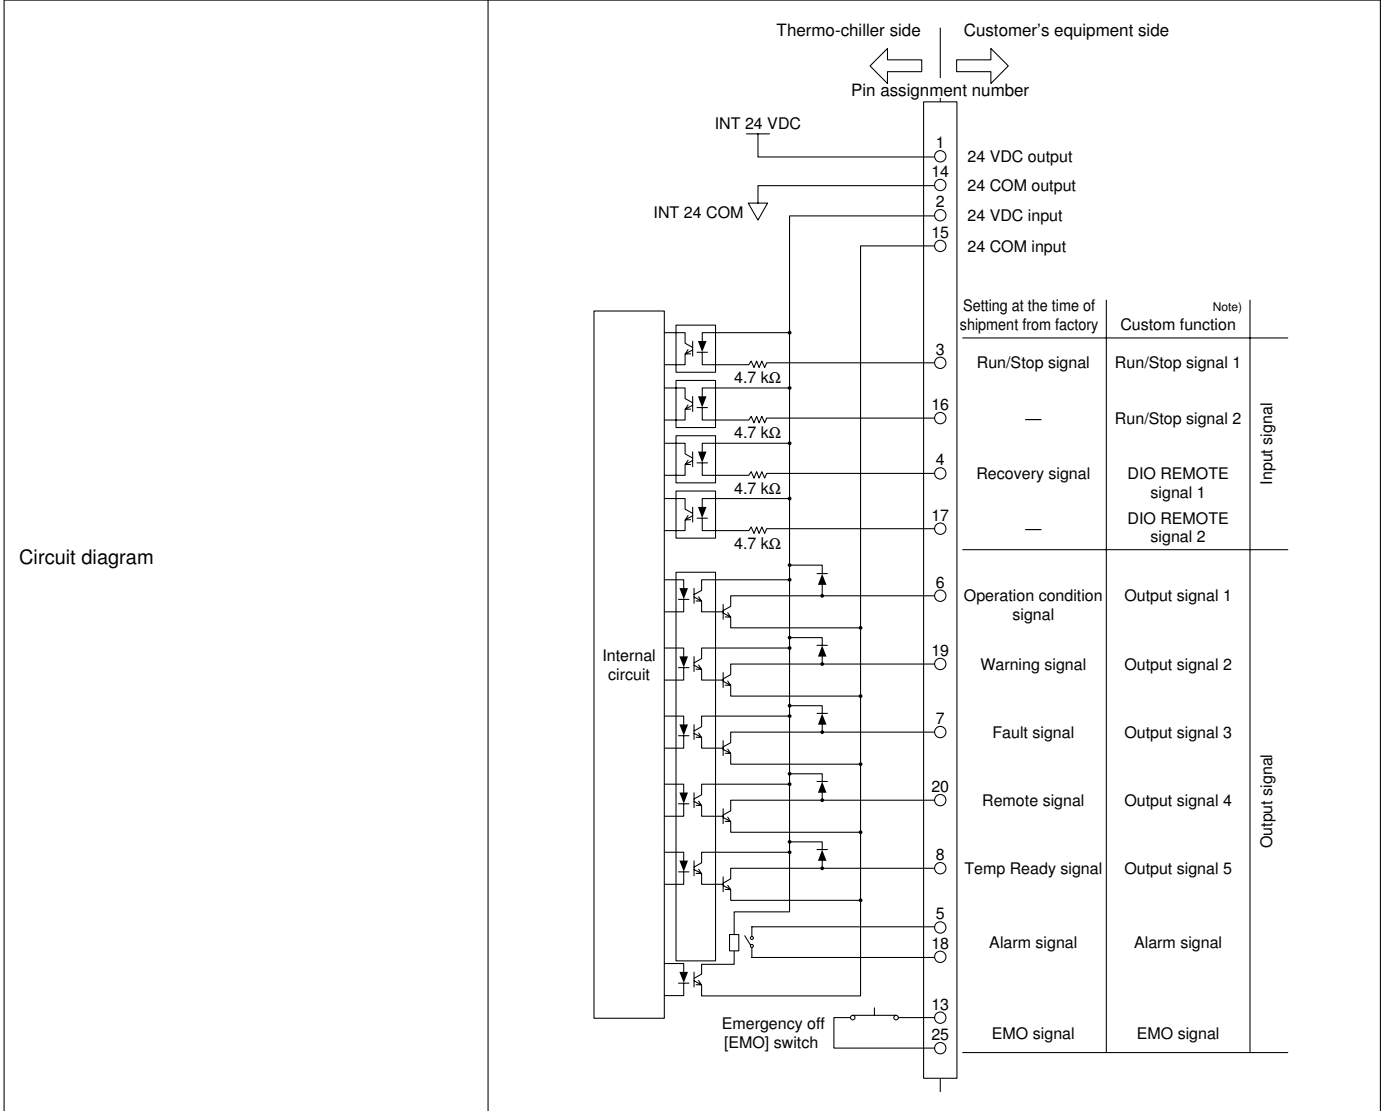 Circuit diagram
Thermo-chiller side
Customer's equipment side
Pin assignment number
INT 24 VDC
1
24 VDC output
14
24 COM output
INT 24 COM
2
24 VDC input
15
24 COM input
Setting at the time of
shipment from factory
Note)
Custom function
3
4.7 kΩ
Run/Stop signal
Run/Stop signal 1
16
4.7 kΩ
—
Run/Stop signal 2
4
4.7 kΩ
Recovery signal
DIO REMOTE
signal 1
17
4.7 kΩ
—
DIO REMOTE
signal 2
Input signal
Internal
circuit
6
Operation condition
signal
Output signal 1
19
Warning signal
Output signal 2
7
Fault signal
Output signal 3
20
Remote signal
Output signal 4
8
Temp Ready signal
Output signal 5
5
18
Alarm signal
Alarm signal
Output signal
Emergency off
[EMO] switch
13
25
EMO signal
EMO signal